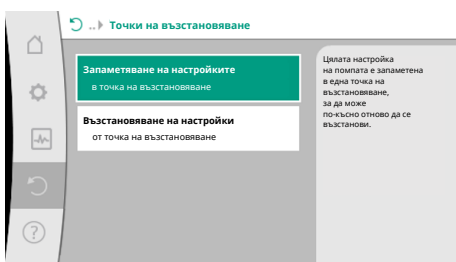 ..▶ Точки на възстановяване
Запаметяване на настройките
в точка на възстановяване
Възстановяване на настройки
от точка на възстановяване
Цялата настройка
на помпата е запаметена
в една точка на
възстановяване,
за да може
по-късно отново да се
възстанови.
?